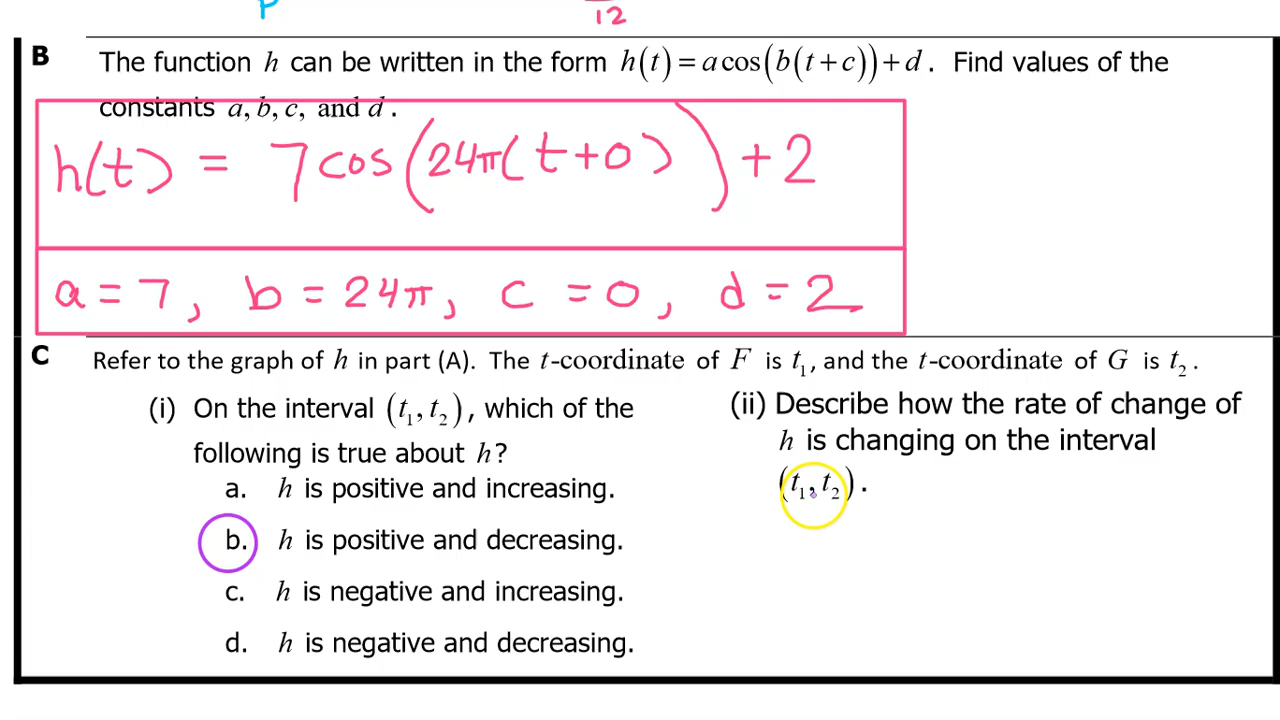 P
12
B The function h can be written in the form h(t)=a cos(b(t+c))+d. Find values of the
constants a, b, c, and d.
h(t) = 7cos(24π(t+0))+2
a=7, b=24π, c=0, d=2
C Refer to the graph of h in part (A). The t-coordinate of F is t₁, and the t-coordinate of G is t₂.
(i) On the interval (t₁, t₂), which of the
following is true about h?
a. h is positive and increasing.
b. h is positive and decreasing.
c. h is negative and increasing.
d. h is negative and decreasing.
(ii) Describe how the rate of change of
h is changing on the interval
(t₁, t₂).